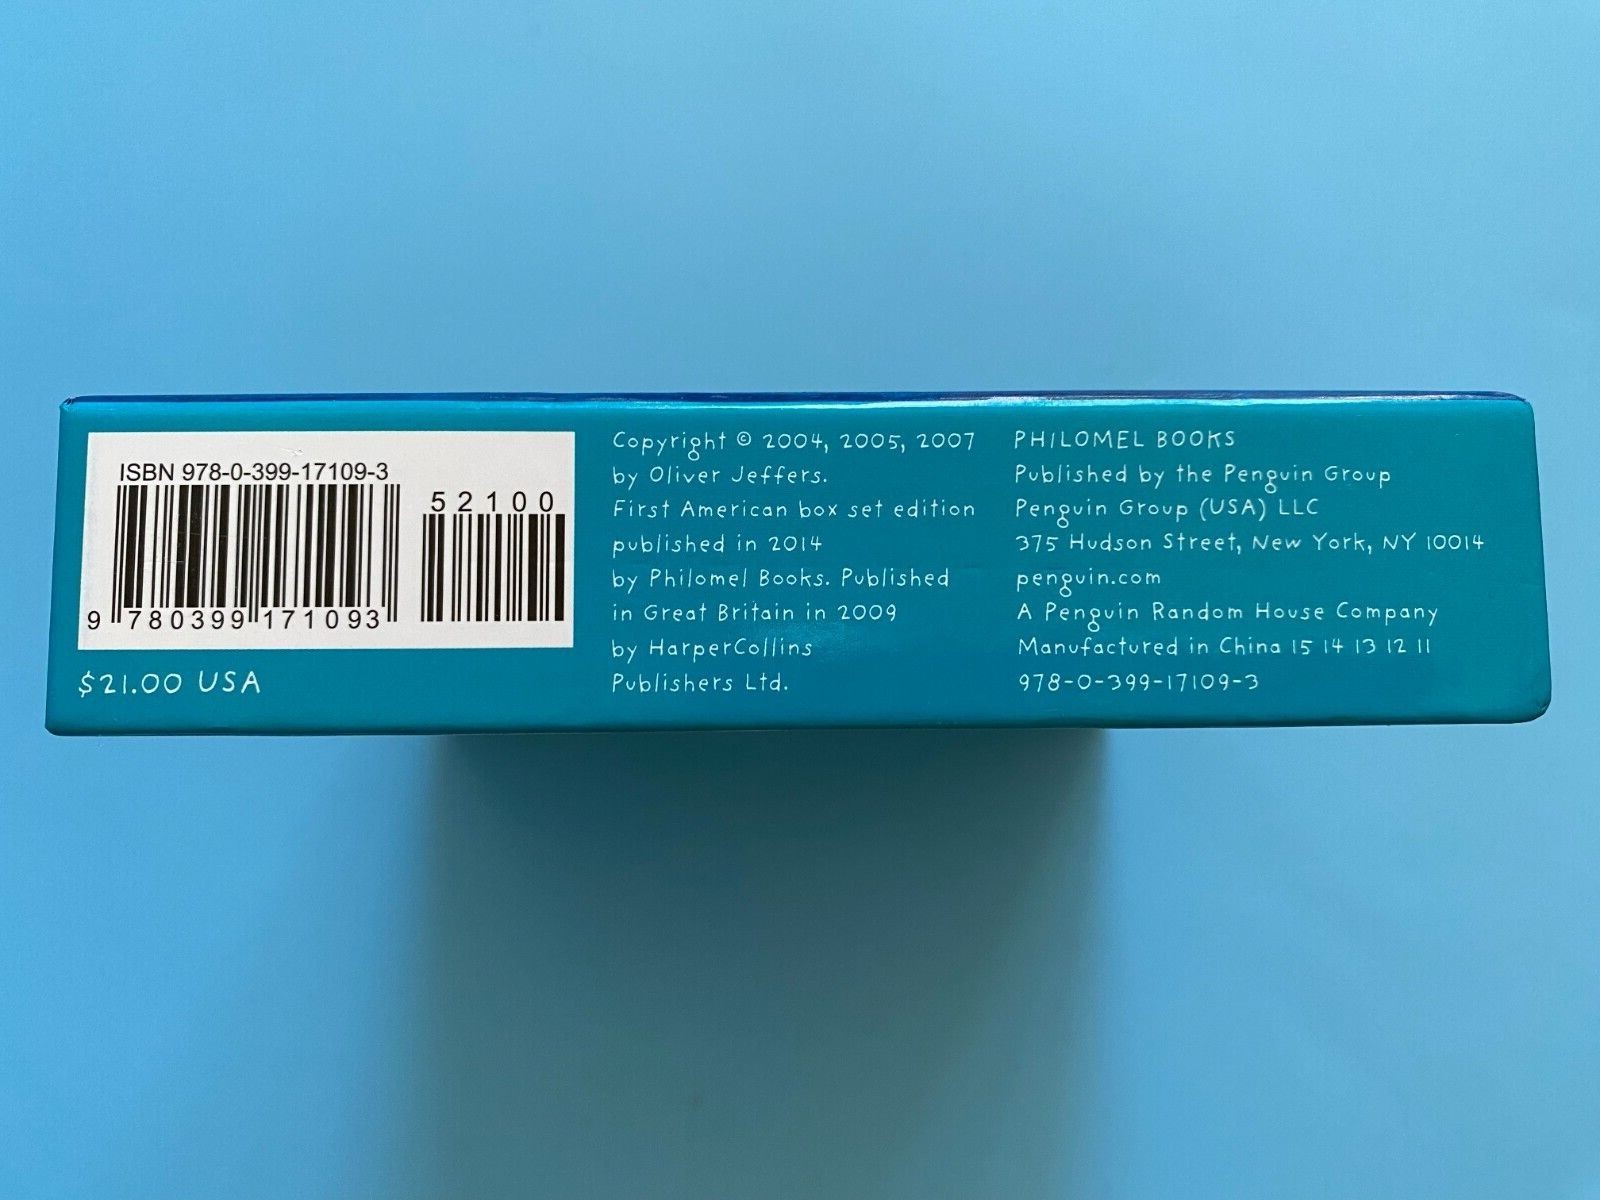 ISBN 978-0-399-17109-3
52100
9 780399 171093
$21.00 USA
Copyright © 2004, 2005, 2007
by Oliver Jeffers.
First American box set edition
published in 2014
by Philomel Books. Published
in Great Britain in 2009
by HarperCollins
Publishers Ltd.
PHILOMEL BOOKS
Published by the Penguin Group
Penguin Group (USA) LLC
375 Hudson Street, New York, NY 10014
penguin.com
A Penguin Random House Company
Manufactured in China 15 14 13 12 11
978-0-399-17109-3